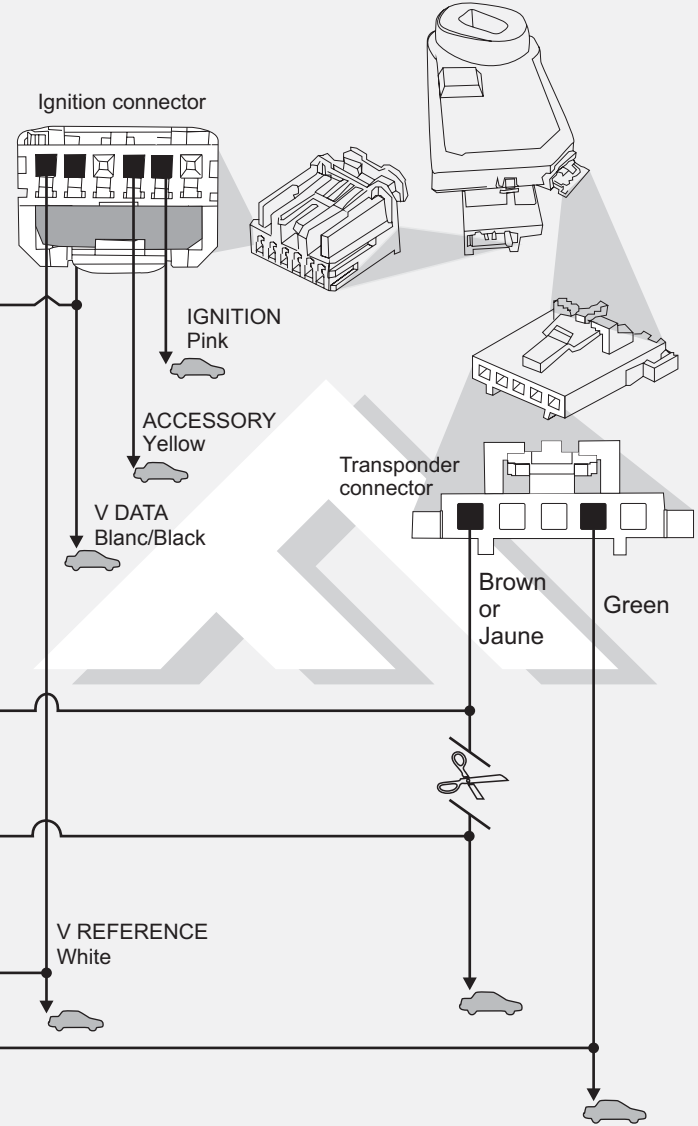 Ignition connector
IGNITION
Pink
ACCESSORY
Yellow
Transponder
connector
V DATA
Blanc/Black
Brown
or
Jaune
Green
V REFERENCE
White